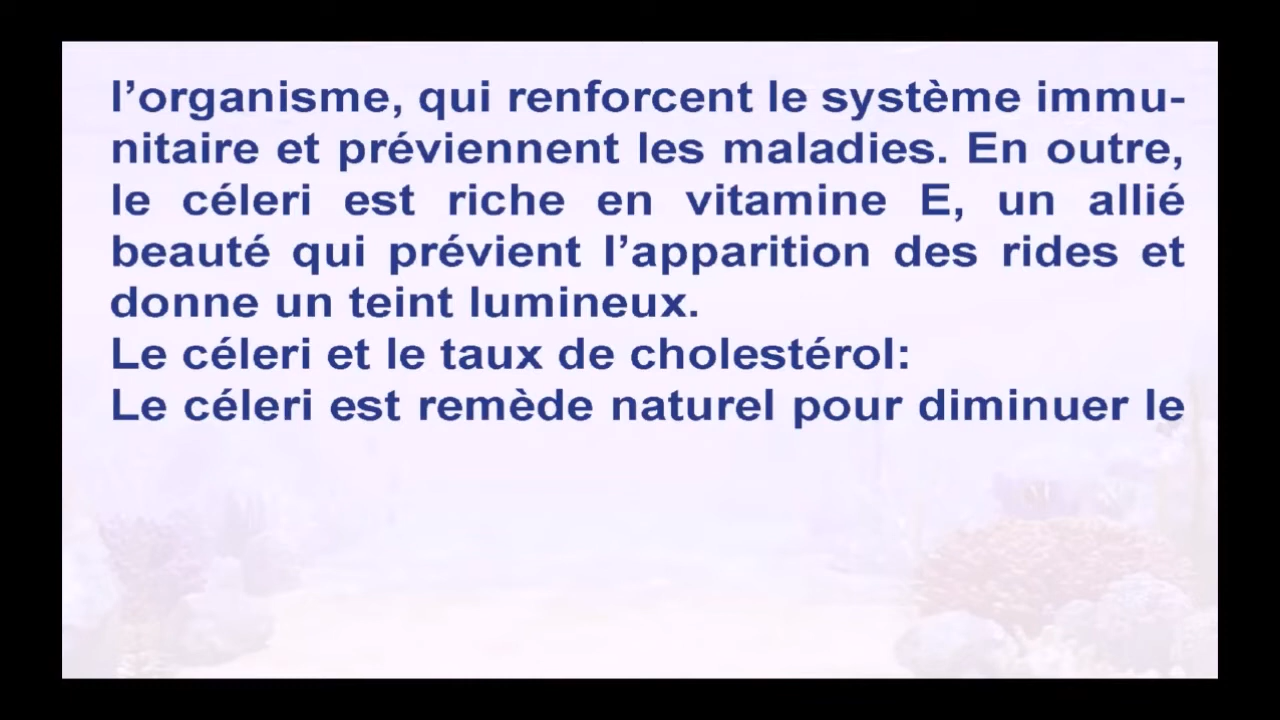 l’organisme, qui renforcent le système immu-
nitaire et préviennent les maladies. En outre,
le céleri est riche en vitamine E, un allié
beauté qui prévient l’apparition des rides et
donne un teint lumineux.
Le céleri et le taux de cholestérol:
Le céleri est remède naturel pour diminuer le